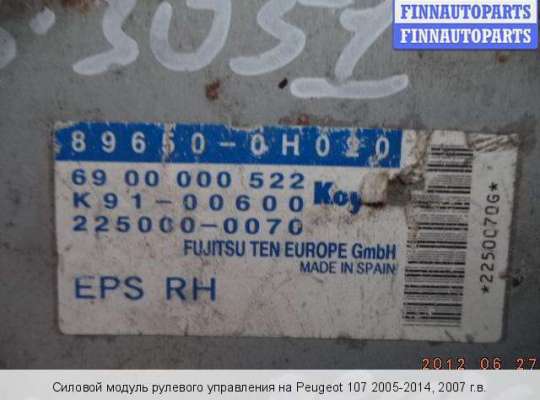 FINNAUTOPARTS
FINNAUTOPARTS
3051
89650-0H020
69 00 000 522
K91-00600
225000-0070
FUJITSU TEN EUROPE GmbH
MADE IN SPAIN
EPS RH
*2250070G*
2012 06 27
Силовой модуль рулевого управления на Peugeot 107 2005-2014, 2007 г.в.